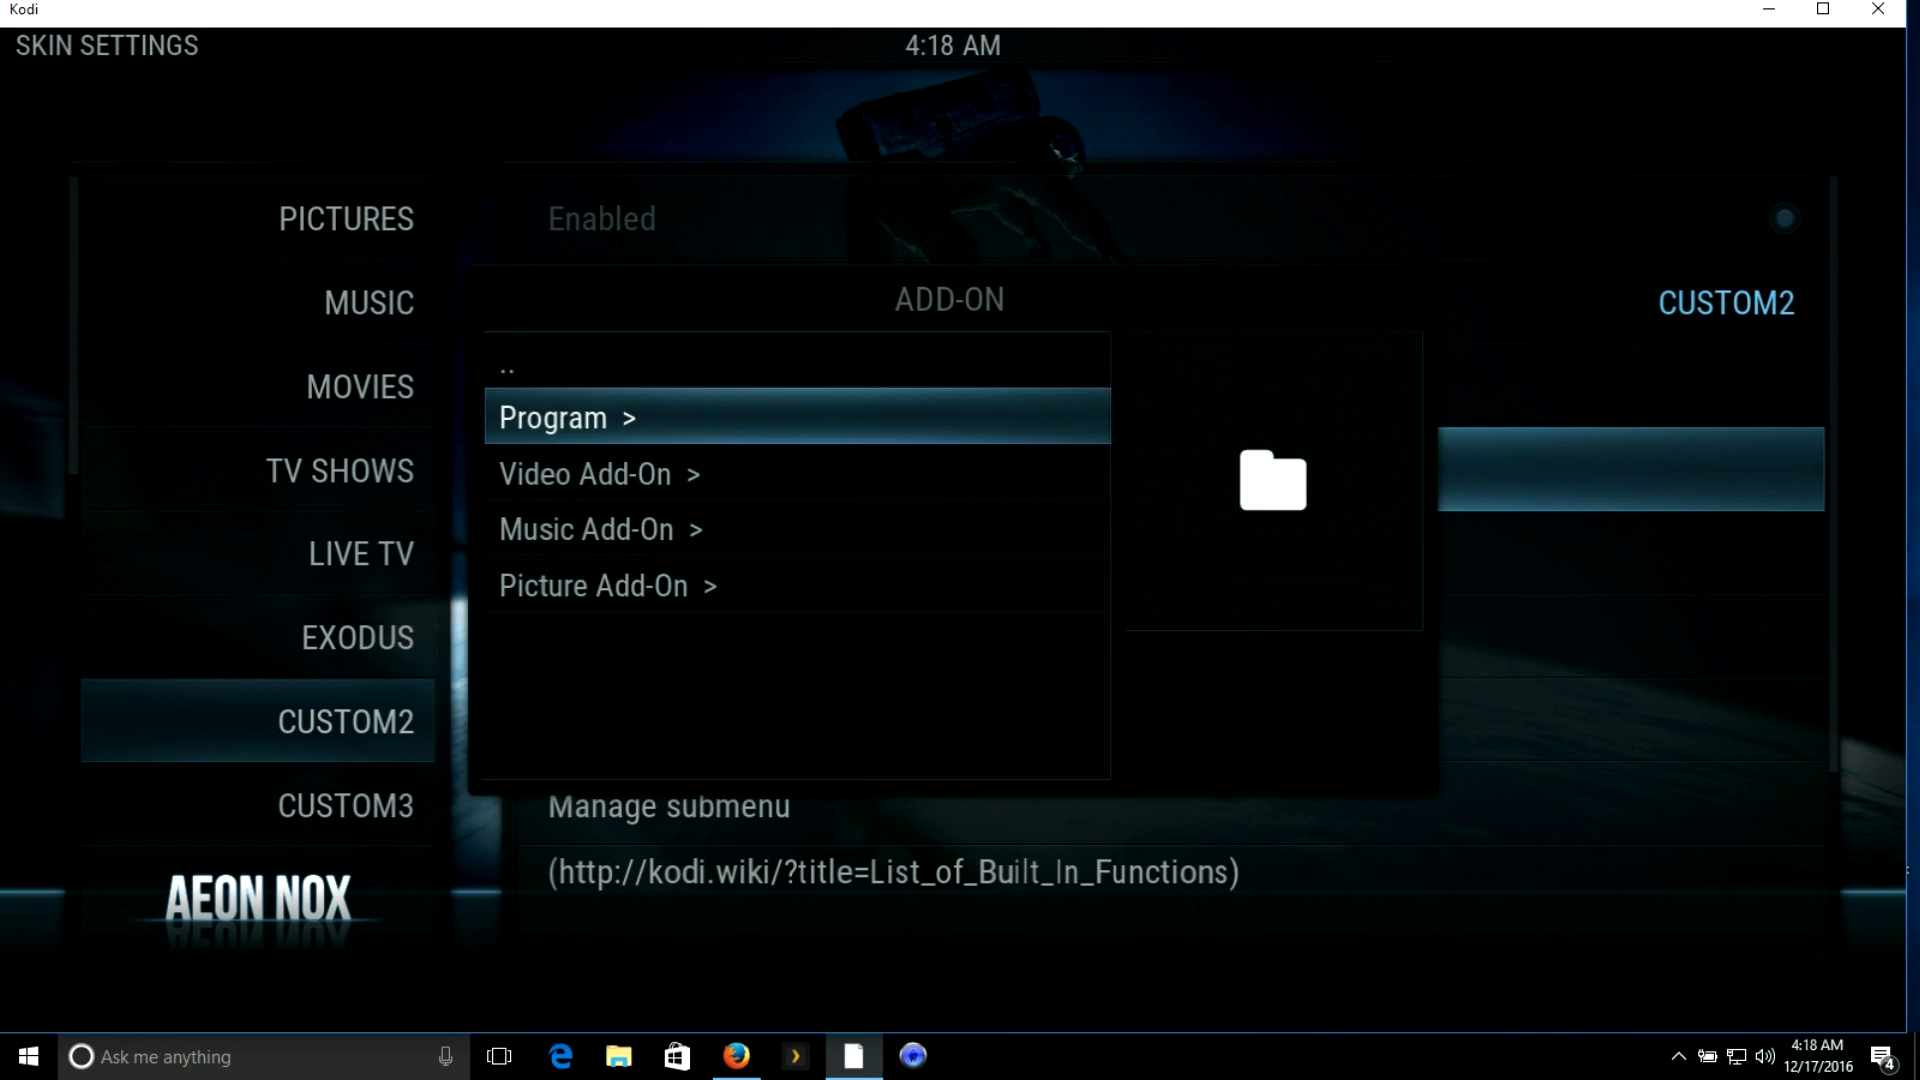 Kodi
SKIN SETTINGS
4:18 AM
PICTURES
Enabled
MUSIC
ADD-ON
CUSTOM2
MOVIES
..
Program >
TV SHOWS
Video Add-On >
LIVE TV
Music Add-On >
Picture Add-On >
EXODUS
CUSTOM2
CUSTOM3
Manage submenu
(http://kodi.wiki/?title=List_of_Built_In_Functions)
AEON NOX
Ask me anything
4:18 AM
12/17/2016
4